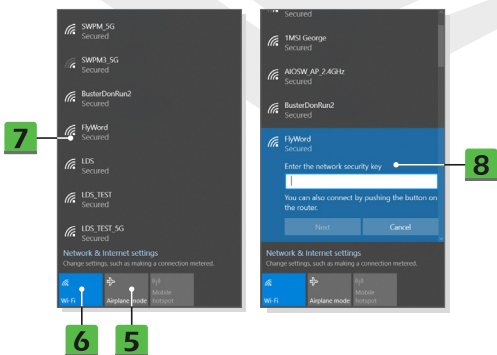 SWPM_5G
Secured
SWPM3_5G
Secured
BusterDonRun2
Secured
7
FlyWord
Secured
LDS
Secured
LDS_TEST
Secured
LDS_TEST_5G
Secured
Network & Internet settings
Change settings, such as making a connection metered.
Wi-Fi
Airplane mode
Mobile
hotspot
6
5
Secured
1MSI George
Secured
AIOSW_AP_2.4GHz
Secured
BusterDonRun2
Secured
FlyWord
Secured
Enter the network security key
8
You can also connect by pushing the button on
the router.
Next
Cancel
Network & Internet settings
Change settings, such as making a connection metered.
Wi-Fi
Airplane mode
Mobile
hotspot